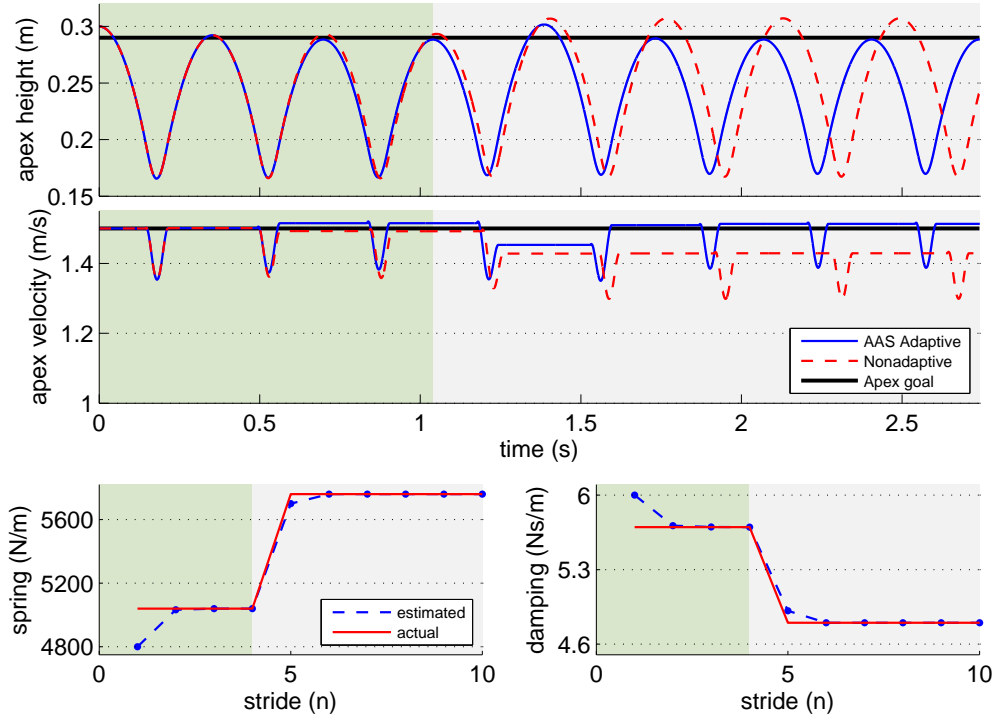 0.3
0.25
0.2
0.15
apex height (m)
1.4
1.2
1
apex velocity (m/s)
AAS Adaptive
Nonadaptive
Apex goal
0
0.5
1
1.5
2
2.5
time (s)
5600
5200
4800
spring (N/m)
estimated
actual
0
5
10
stride (n)
6
5.3
4.6
damping (Ns/m)
0
5
10
stride (n)